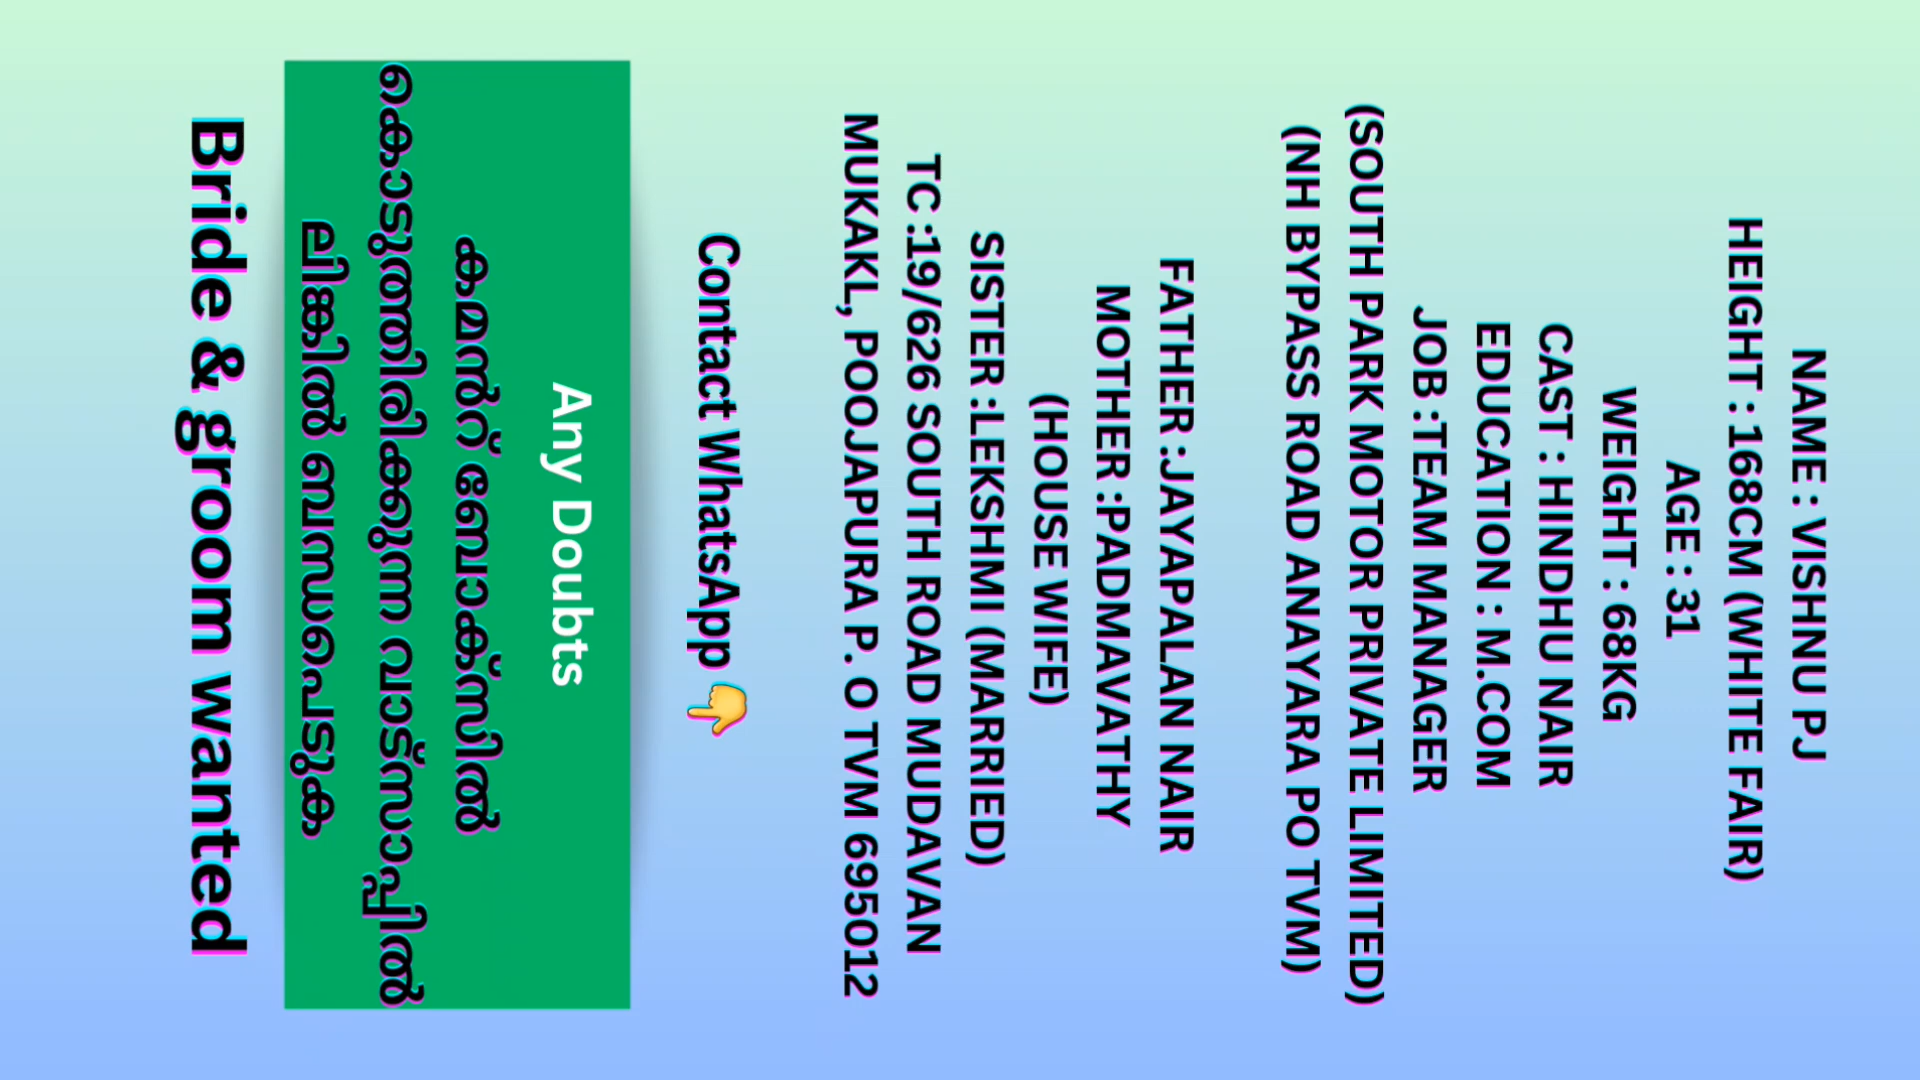 NAME : VISHNU PJ
HEIGHT : 168CM (WHITE FAIR)
AGE : 31
WEIGHT : 68KG
CAST : HINDHU NAIR
EDUCATION : M.COM
JOB :TEAM MANAGER
(SOUTH PARK MOTOR PRIVATE LIMITED)
(NH BYPASS ROAD ANAYARA PO TVM)
FATHER :JAYAPALAN NAIR
MOTHER :PADMAVATHY
(HOUSE WIFE)
SISTER :LEKSHMI (MARRIED)
TC :19/626 SOUTH ROAD MUDAVAN
MUKAKL, POOJAPURA P. O TVM 695012
Contact WhatsApp 👇
Any Doubts
കമൻറ് ബോക്സിൽ
കൊടുത്തിരിക്കുന്ന വാട്സാപ്പിൽ
ലിങ്കിൽ ബന്ധപെടുക
Bride & groom wanted